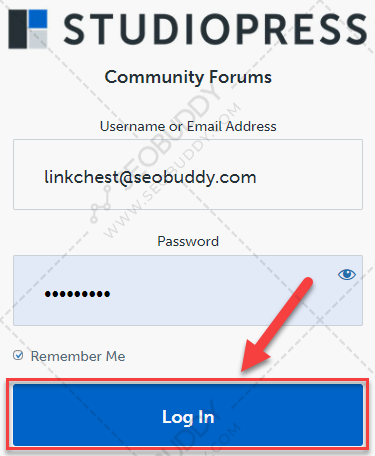 STUDIOPRESS
Community Forums
Username or Email Address
linkchest@seobuddy.com
SEOBUDDY
WWW.SEOBUDDY.COM
Password
•••••••••
Remember Me
Log In